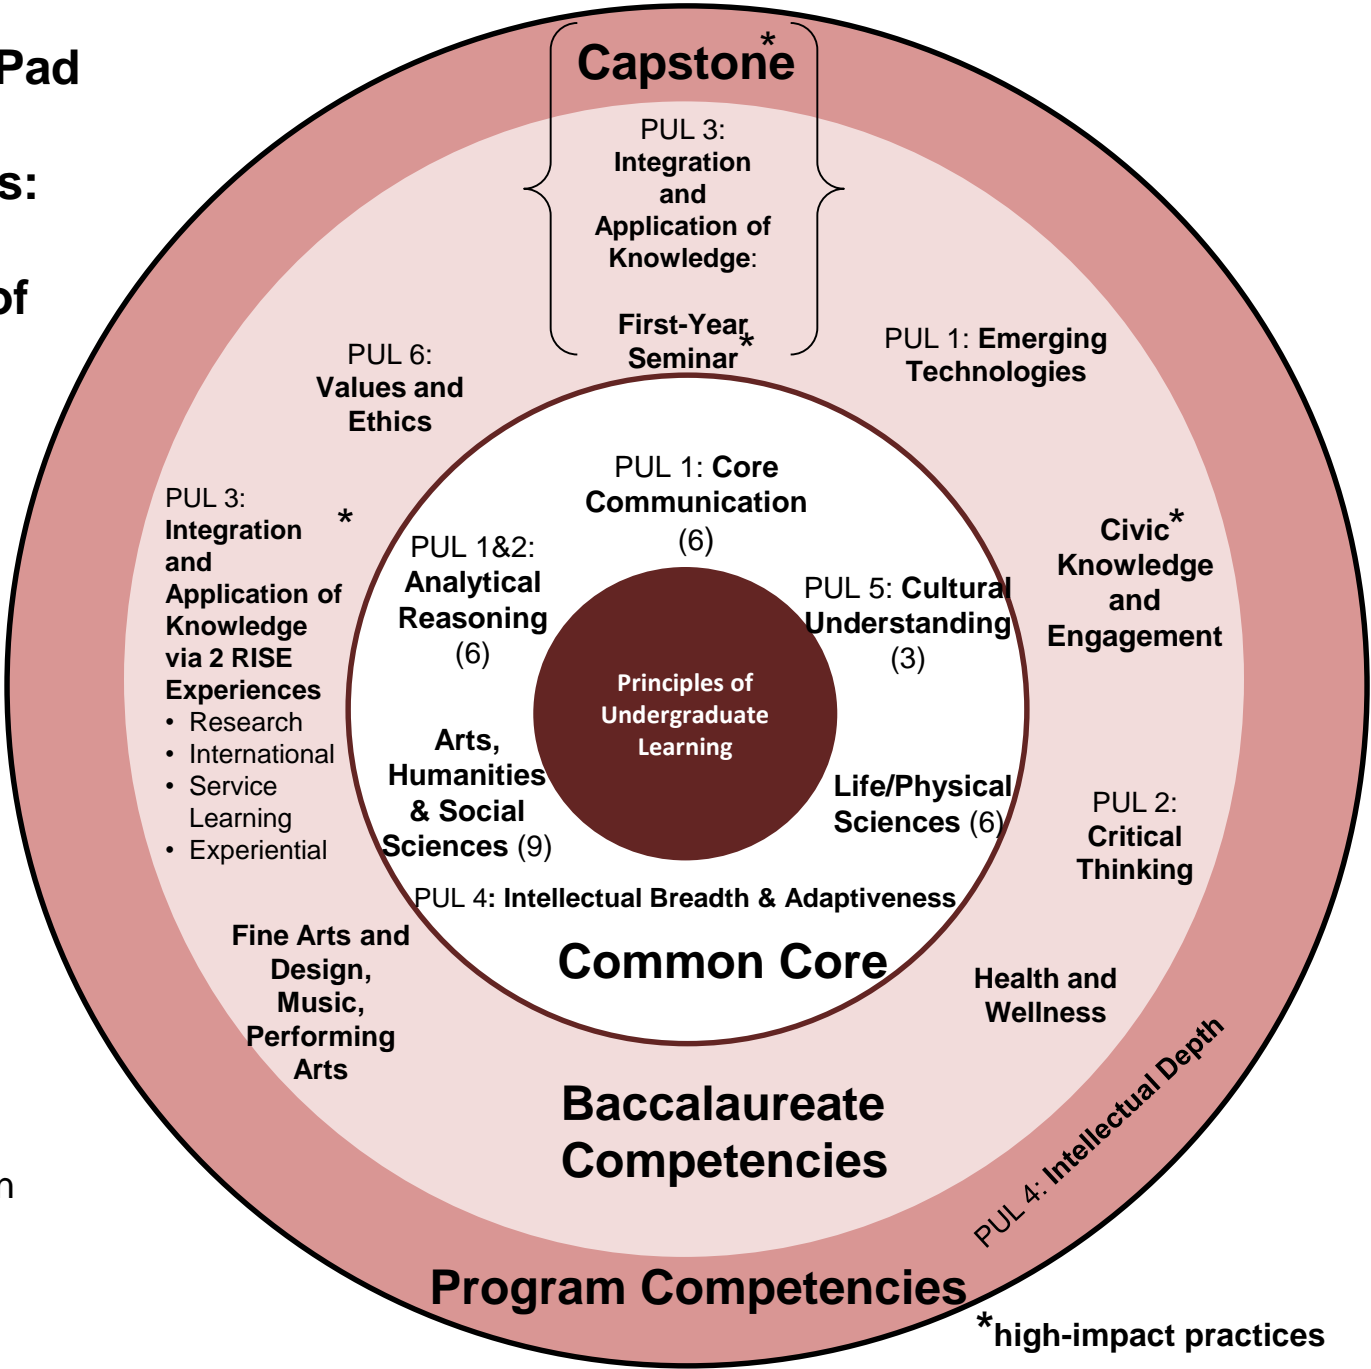 Pad
s:
of
Capstone*
PUL 3:
Integration
and
Application of
Knowledge:
First-Year
Seminar*
PUL 6:
Values and
Ethics
PUL 1: Emerging
Technologies
PUL 3:
Integration *
and
Application of
Knowledge
via 2 RISE
Experiences
• Research
• International
• Service
Learning
• Experiential
Civic*
Knowledge
and
Engagement
PUL 1: Core
Communication
(6)
PUL 1&2:
Analytical
Reasoning
(6)
PUL 5: Cultural
Understanding
(3)
Principles of
Undergraduate
Learning
Arts,
Humanities
& Social
Sciences (9)
Life/Physical
Sciences (6)
PUL 4: Intellectual Breadth & Adaptiveness
Common Core
PUL 2:
Critical
Thinking
Fine Arts and
Design,
Music,
Performing
Arts
Health and
Wellness
Baccalaureate
Competencies
PUL 4: Intellectual Depth
n
Program Competencies
*high-impact practices